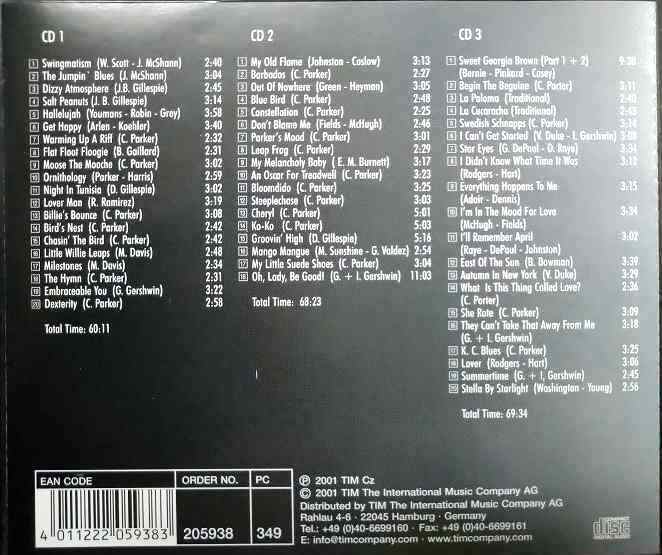 CD 1
1 Swingmatism (W. Scott - J. McShann) 2:40
2 The Jumpin` Blues (J. McShann) 3:04
3 Dizzy Atmosphere (J.B. Gillespie) 2:45
4 Salt Peanuts (J. B. Gillespie) 3:14
5 Hallelujah (Youmans - Robin - Grey) 3:58
6 Get Happy (Arlen - Koehler) 3:40
7 Warming Up A Riff (C. Parker) 2:32
8 Flat Floot Floogie (B. Gaillard) 2:31
9 Moose The Mooche (C. Parker) 3:02
10 Ornithology (Parker - Harris) 2:59
11 Night In Tunisia (D. Gillespie) 3:02
12 Lover Man (R. Ramirez) 3:19
13 Billie's Bounce (C. Parker) 3:08
14 Bird's Nest (C. Parker) 2:42
15 Chasin' The Bird (C. Parker) 2:42
16 Little Willie Leaps (M. Davis) 2:48
17 Milestones (M. Davis) 2:34
18 The Hymn (C. Parker) 2:31
19 Embraceable You (G. Gershwin) 3:22
20 Dexterity (C. Parker) 2:58
Total Time: 60:11
CD 2
1 My Old Flame (Johnston - Coslow) 3:13
2 Barbados (C. Parker) 2:27
3 Out Of Nowhere (Green - Heyman) 3:05
4 Blue Bird (C. Parker) 2:48
5 Constellation (C. Parker) 2:25
6 Don't Blame Me (Fields - McHugh) 2:46
7 Parker's Mood (C. Parker) 3:01
8 Leap Frog (C. Parker) 2:29
9 My Melancholy Baby ( E. M. Burnett) 3:17
10 An Oscar For Treadwell (C. Parker) 3:23
11 Bloomdido (C. Parker) 3:25
12 Steeplechase (C. Parker) 3:03
13 Cheryl (C. Parker) 5:01
14 Ko-Ko (C. Parker) 5:03
15 Groovin' High (D. Gillespie) 5:16
16 Mango Mangue (M. Sunshine - G. Valdez) 2:54
17 My Little Suede Shoes (C. Parker) 3:04
18 Oh, Lady, Be Good! (G. + I. Gershwin) 11:03
Total Time: 68:23
CD 3
1 Sweet Georgia Brown (Part 1 + 2) 9:30
(Bernie - Pinkard - Casey)
2 Begin The Beguine (C. Porter) 3:11
3 La Paloma (Traditional) 2:40
4 La Cucaracha (Traditional) 2:43
5 Swedish Schnapps (C. Parker) 3:14
6 I Can't Get Started (V. Duke - I. Gershwin) 3:08
7 Star Eyes (G. DePaul - D. Raye) 3:34
8 I Didn't Know What Time It Was 3:12
(Rodgers - Hart)
9 Everything Happens To Me 3:15
(Adair - Dennis)
10 I'm In The Mood For Love 3:34
(McHugh - Fields)
11 I'll Remember April 3:02
(Raye - DePaul - Johnston)
12 East Of The Sun (B. Bowman) 3:39
13 Autumn In New York (V. Duke) 3:29
14 What Is This Thing Called Love? 2:36
(C. Porter)
15 She Rote (C. Parker) 3:09
16 They Can't Take That Away From Me 3:18
(G. + I. Gershwin)
17 K. C. Blues (C. Parker) 3:25
18 Lover (Rodgers - Hart) 3:06
19 Summertime (G. + I, Gershwin) 2:45
20 Stella By Starlight (Washington - Young) 2:56
Total Time: 69:34
EAN CODE
4 011222 059383
ORDER NO.
205938
PC
349
℗ 2001 TIM Cz
© 2001 TIM The International Music Company AG
Distributed by TIM The International Music Company AG
Rahlau 4-6 · 22045 Hamburg · Germany
Tel.: +49 (0)40-6699160 · Fax: +49 (0)40-6699161
e-mail: info@timcompany.com · www.timcompany.com
COMPACT
disc
DIGITAL AUDIO